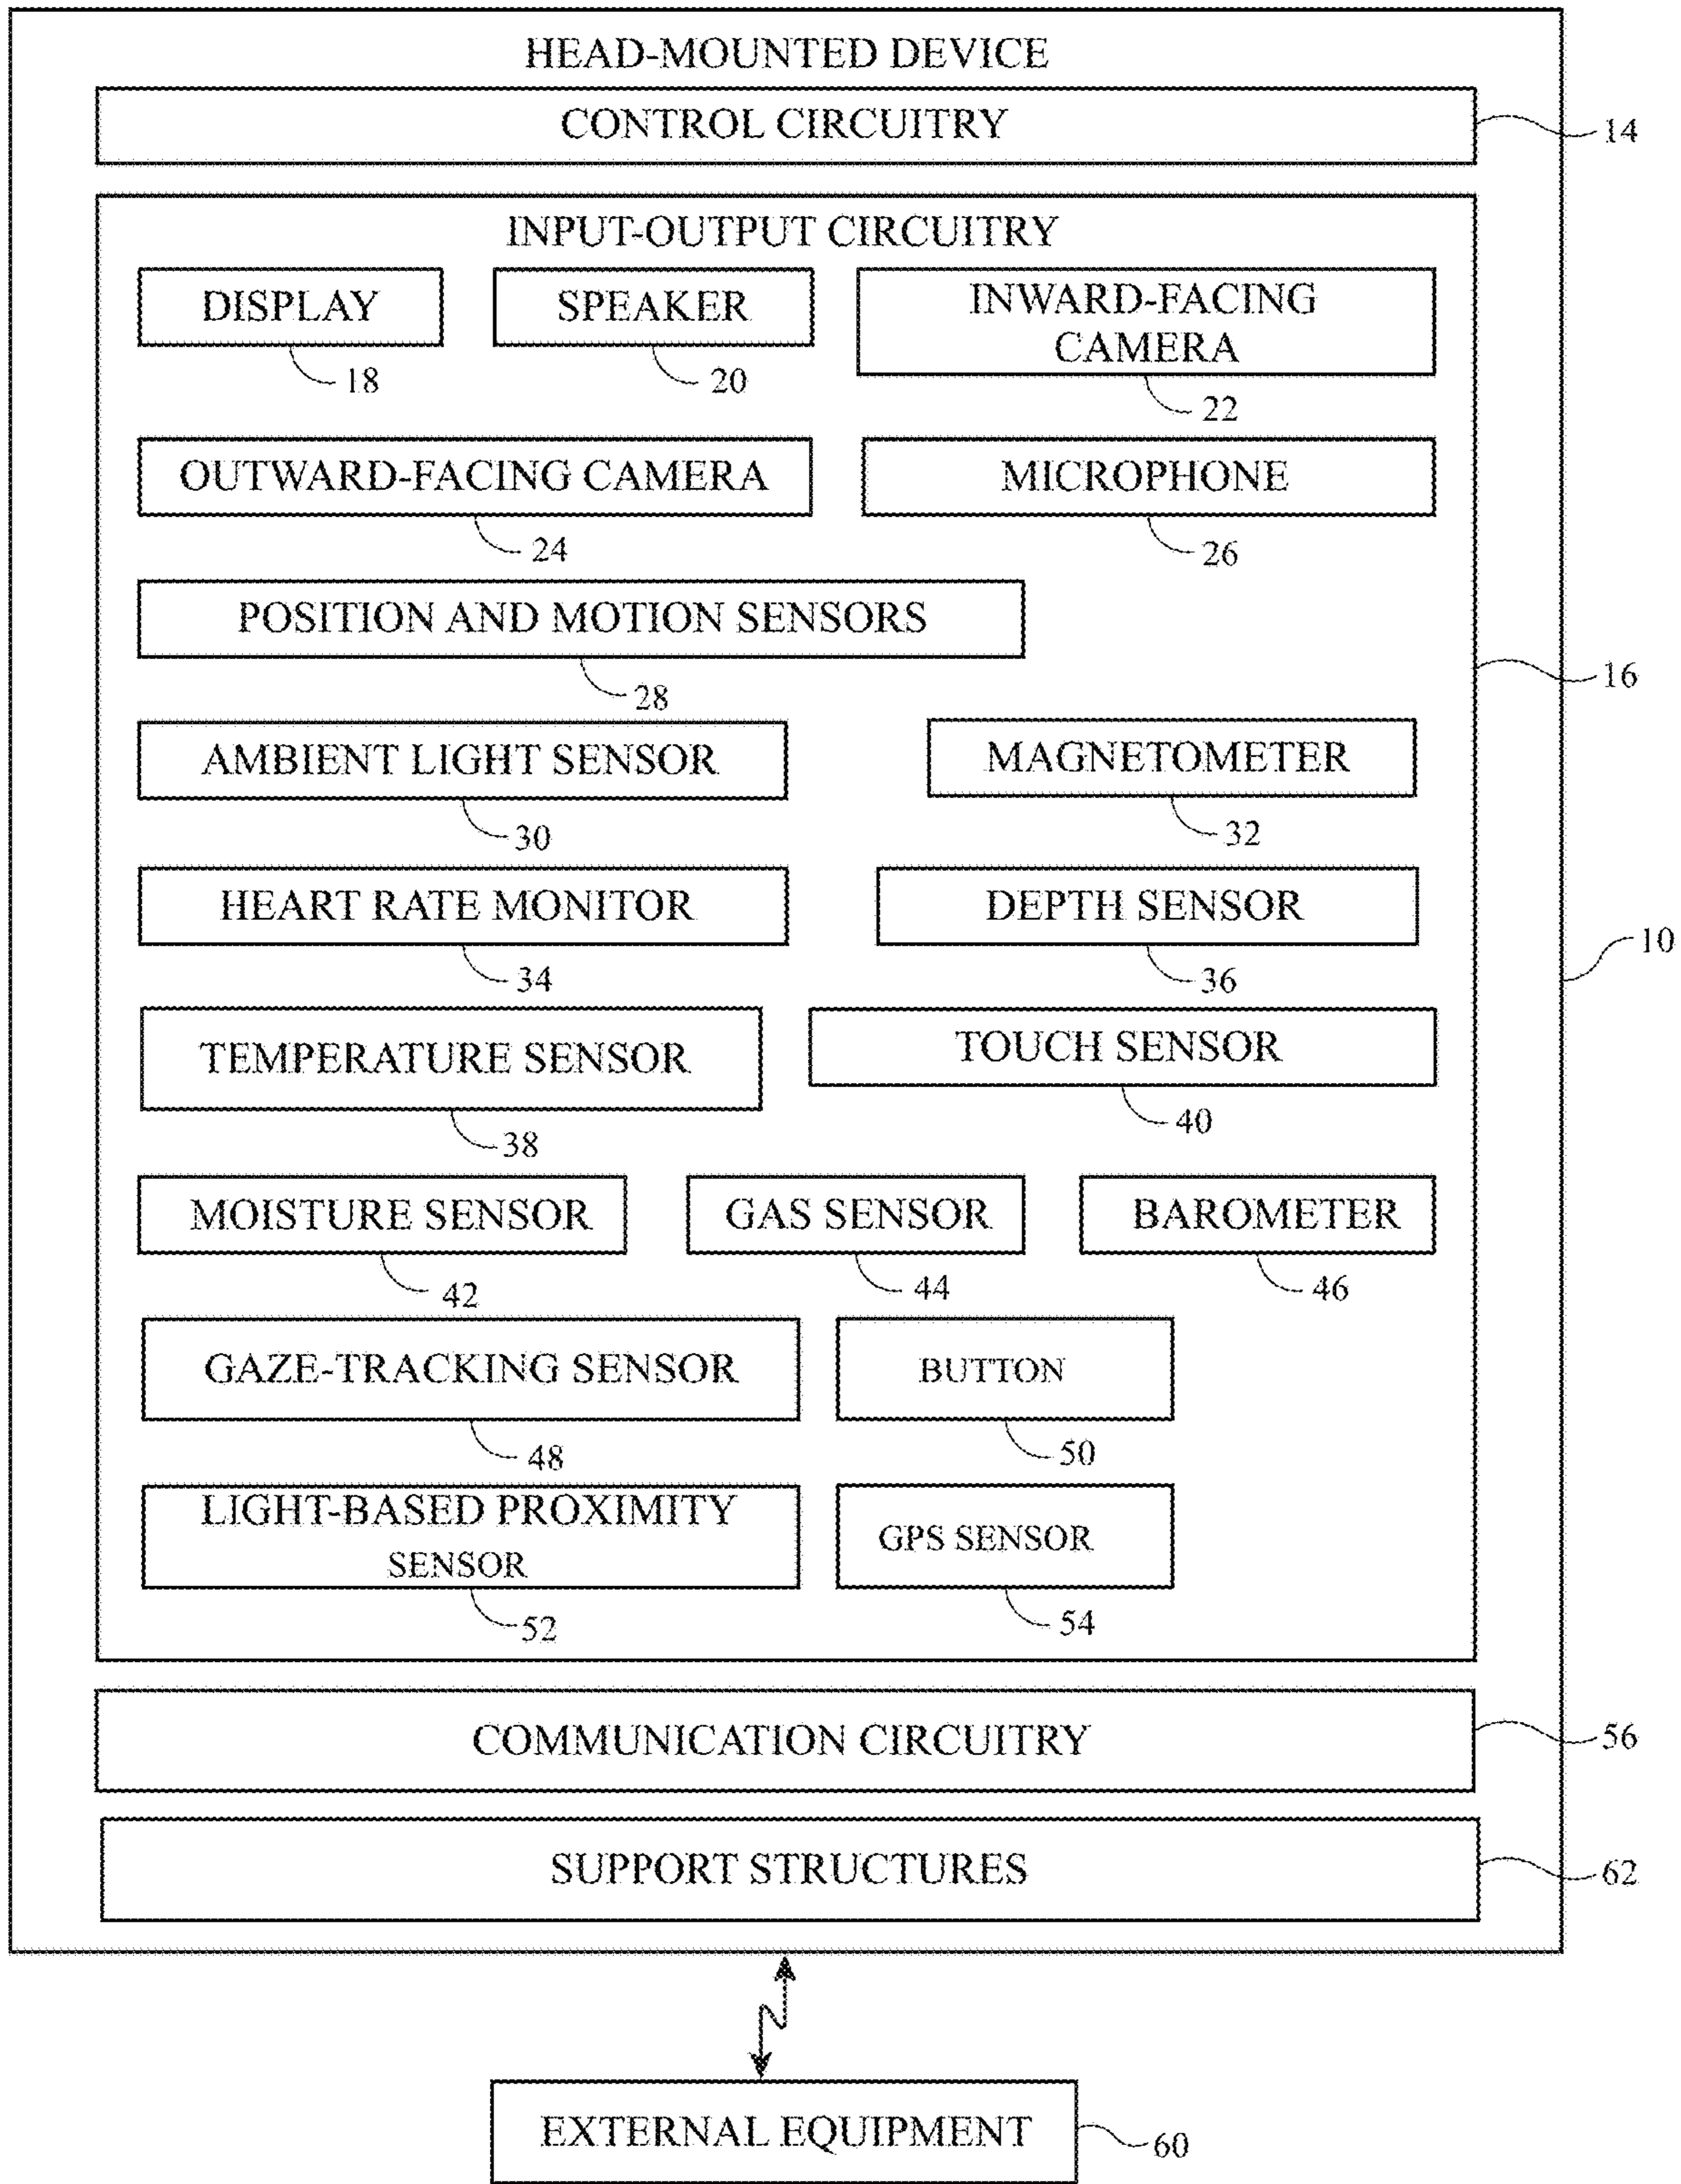 HEAD-MOUNTED DEVICE
CONTROL CIRCUITRY
14
INPUT-OUTPUT CIRCUITRY
DISPLAY
18
SPEAKER
20
INWARD-FACING
CAMERA
22
OUTWARD-FACING CAMERA
24
MICROPHONE
26
POSITION AND MOTION SENSORS
28
16
AMBIENT LIGHT SENSOR
30
MAGNETOMETER
32
HEART RATE MONITOR
34
DEPTH SENSOR
36
10
TEMPERATURE SENSOR
38
TOUCH SENSOR
40
MOISTURE SENSOR
42
GAS SENSOR
44
BAROMETER
46
GAZE-TRACKING SENSOR
48
BUTTON
50
LIGHT-BASED PROXIMITY
SENSOR
52
GPS SENSOR
54
COMMUNICATION CIRCUITRY
56
SUPPORT STRUCTURES
62
EXTERNAL EQUIPMENT
60